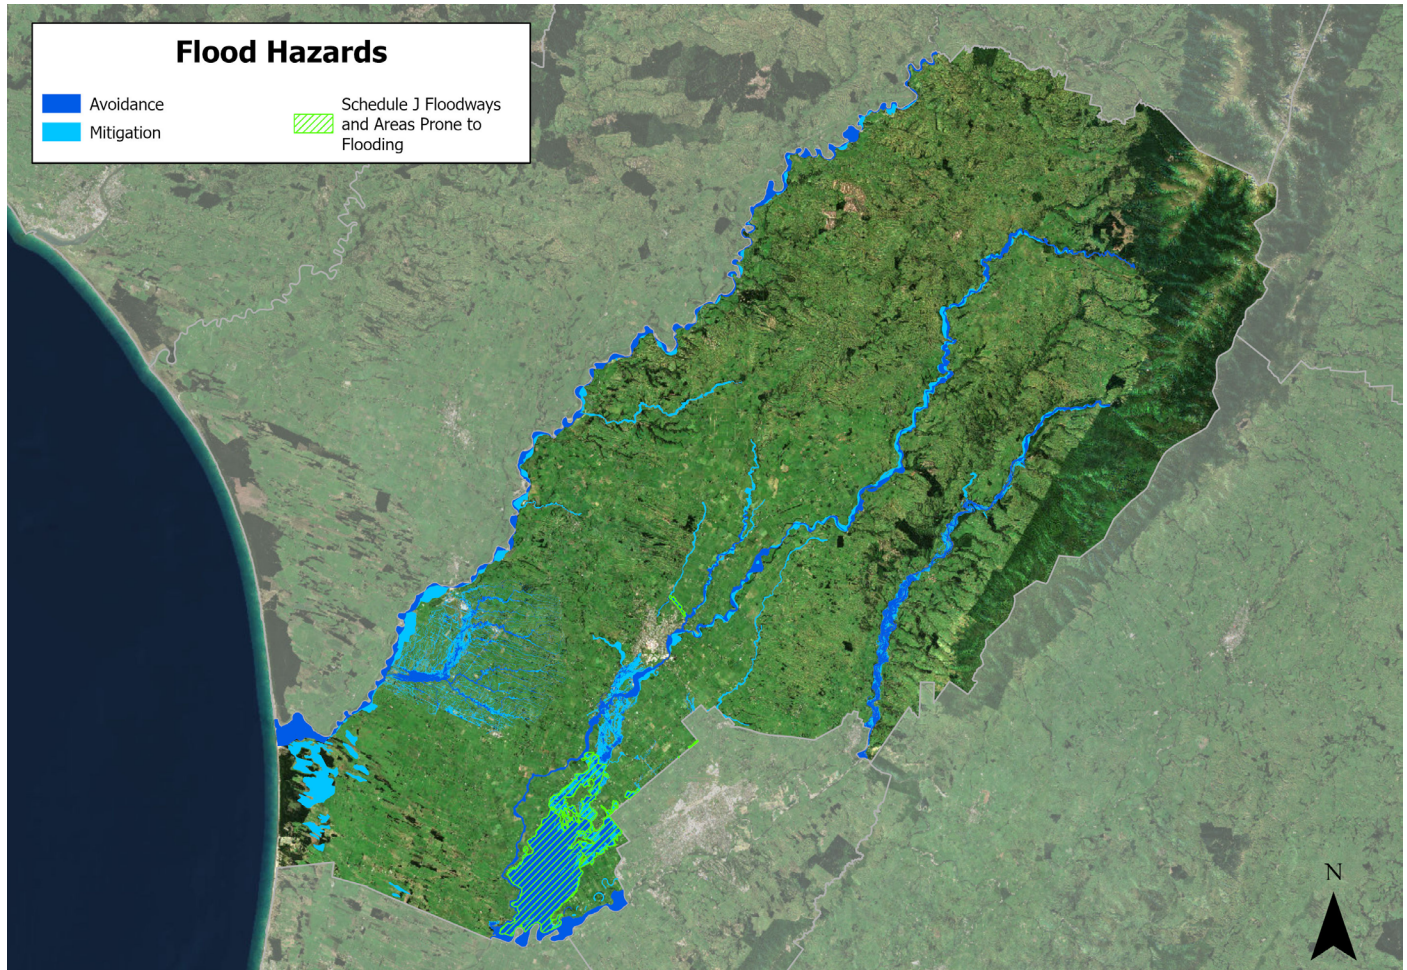 Flood Hazards
Avoidance
Mitigation
Schedule J Floodways
and Areas Prone to
Flooding
N